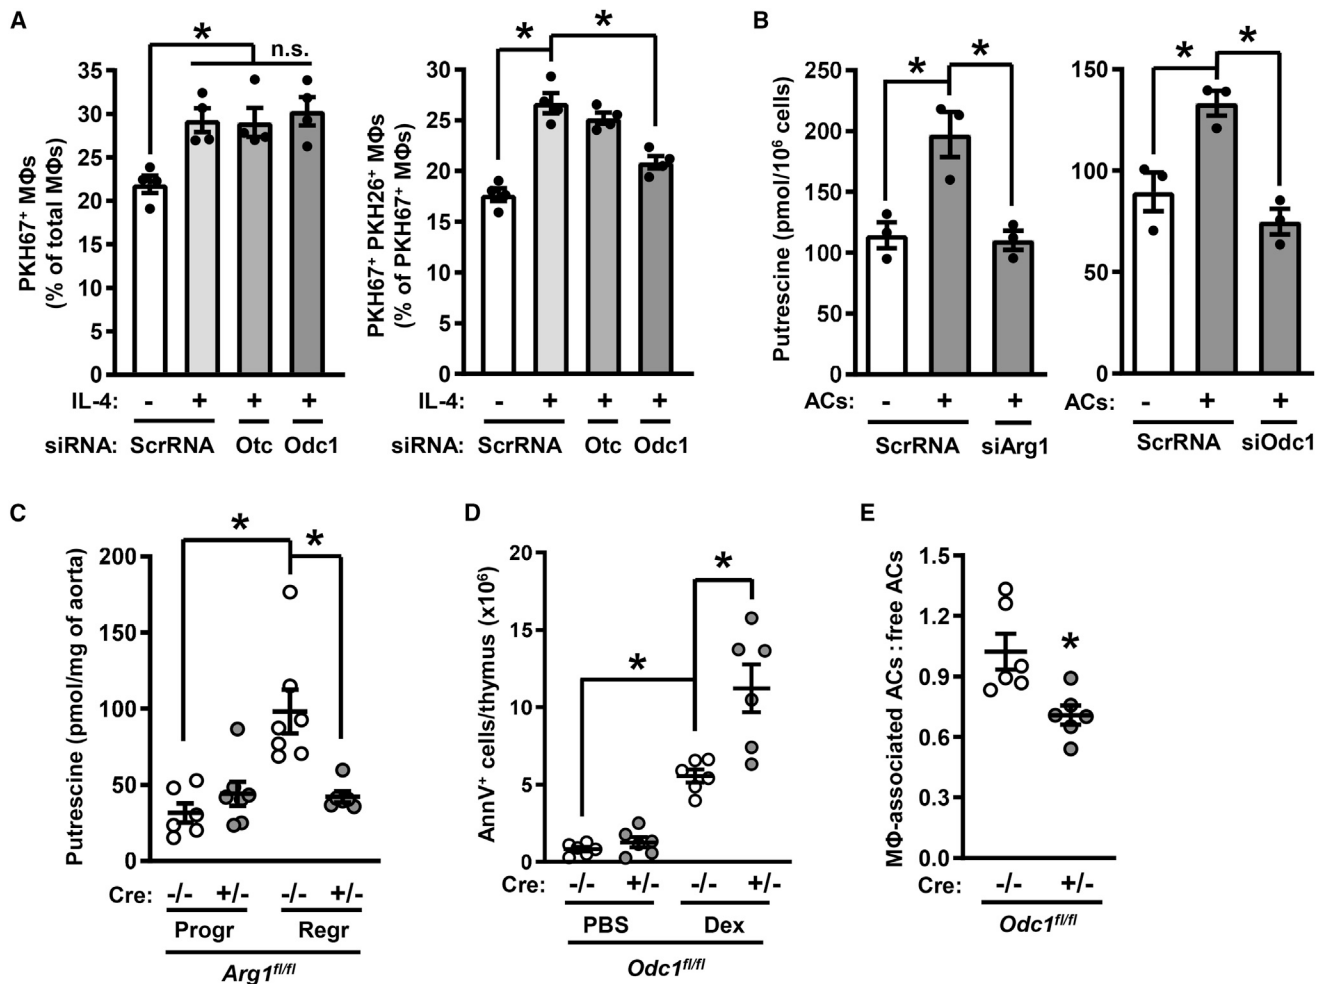 A
*
n.s.
PKH67⁺ MΦs
(% of total MΦs)
35
30
25
20
15
10
5
0
IL-4: - + + +
siRNA: ScrRNA Otc Odc1
* *
PKH67⁺ PKH26⁺ MΦs
(% of PKH67⁺ MΦs)
30
25
20
15
10
5
0
IL-4: - + + +
siRNA: ScrRNA Otc Odc1
B
* *
Putrescine (pmol/10⁶ cells)
250
200
150
100
50
0
ACs: - + +
ScrRNA siArg1
* *
150
100
50
0
ACs: - + +
ScrRNA siOdc1
C
* *
Putrescine (pmol/mg of aorta)
200
150
100
50
0
Cre: -/- +/- -/- +/-
Progr Regr
Arg1fl/fl
D
*
*
AnnV⁺ cells/thymus (x10⁶)
20
15
10
5
0
Cre: -/- +/- -/- +/-
PBS Dex
Odc1fl/fl
E
*
MΦ-associated ACs : free ACs
1.5
1.2
0.9
0.6
0.3
0.0
Cre: -/- +/-
Odc1fl/fl